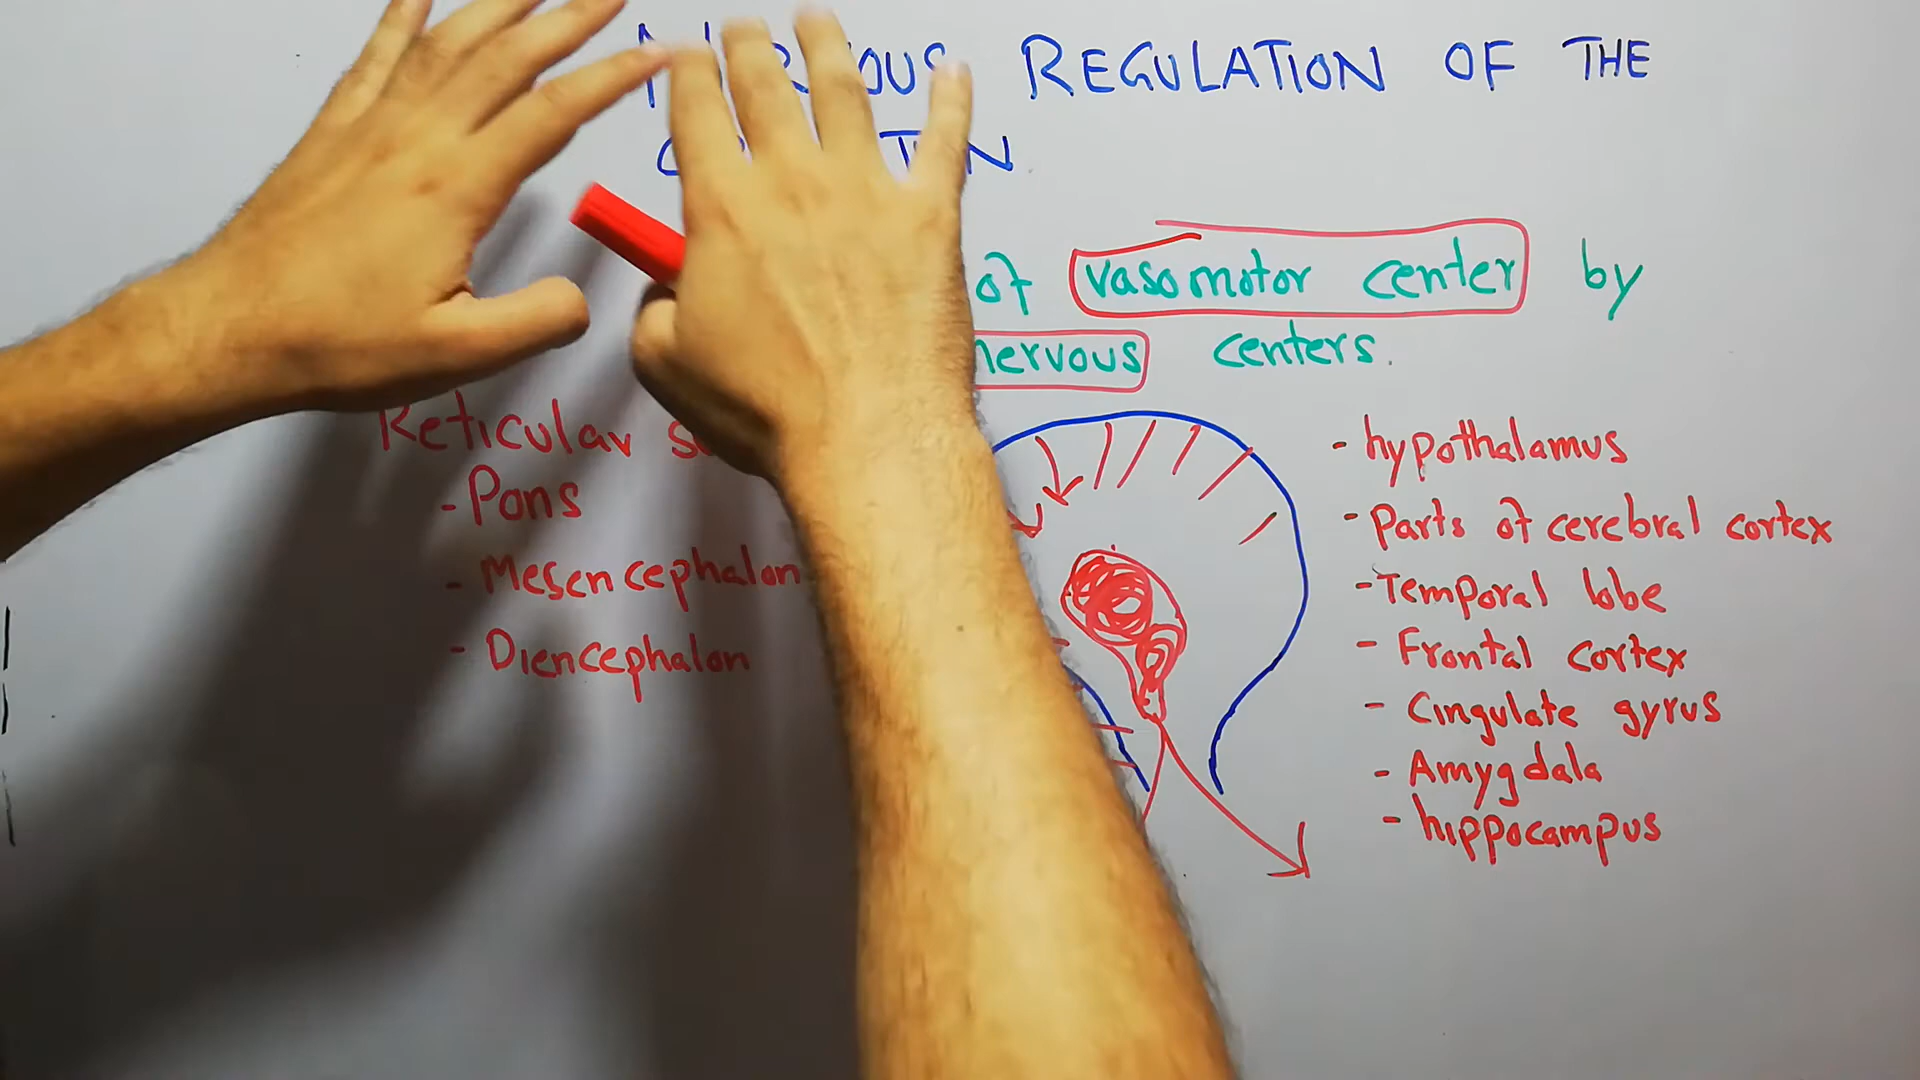 REGULATION OF THE
of vasomotor center by
nervous centers.
Reticular
- Pons
- Mesencephalon
- Diencephalon
- hypothalamus
- Parts of cerebral cortex
- Temporal lobe
- Frontal cortex
- Cingulate gyrus
- Amygdala
- hippocampus